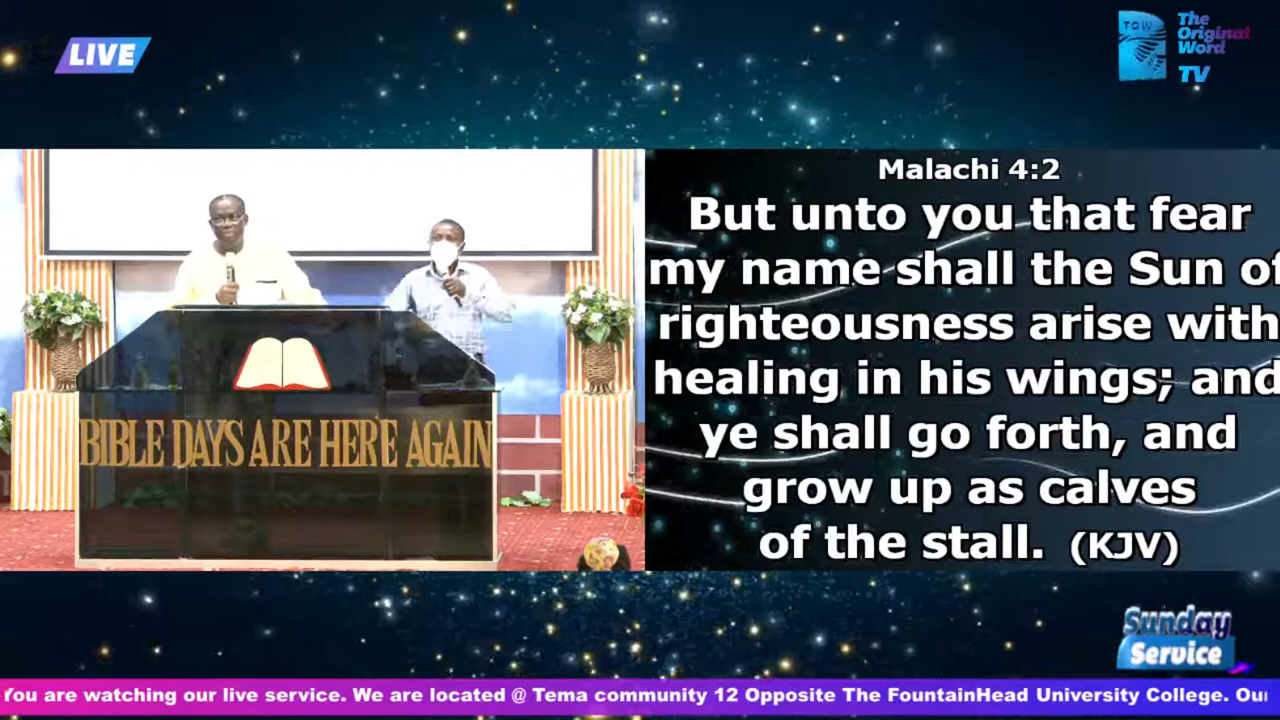 LIVE
TOW
The
Original
Word
TV
Malachi 4:2
But unto you that fear
my name shall the Sun of
righteousness arise with
healing in his wings; and
ye shall go forth, and
grow up as calves
of the stall. (KJV)
BIBLE DAYS ARE HERE AGAIN
Sunday
Service
You are watching our live service. We are located @ Tema community 12 Opposite The FountainHead University College. Our